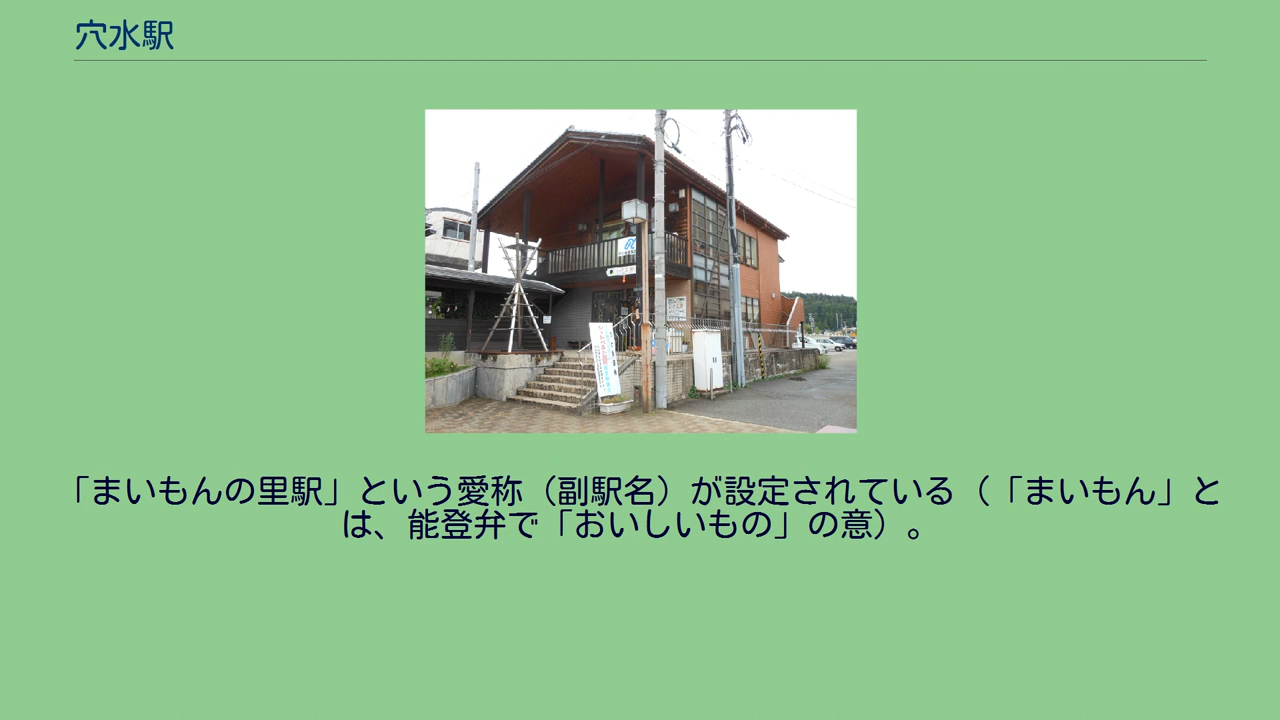 穴水駅
「まいもんの里駅」という愛称（副駅名）が設定されている（「まいもん」と
は、能登弁で「おいしいもの」の意）。